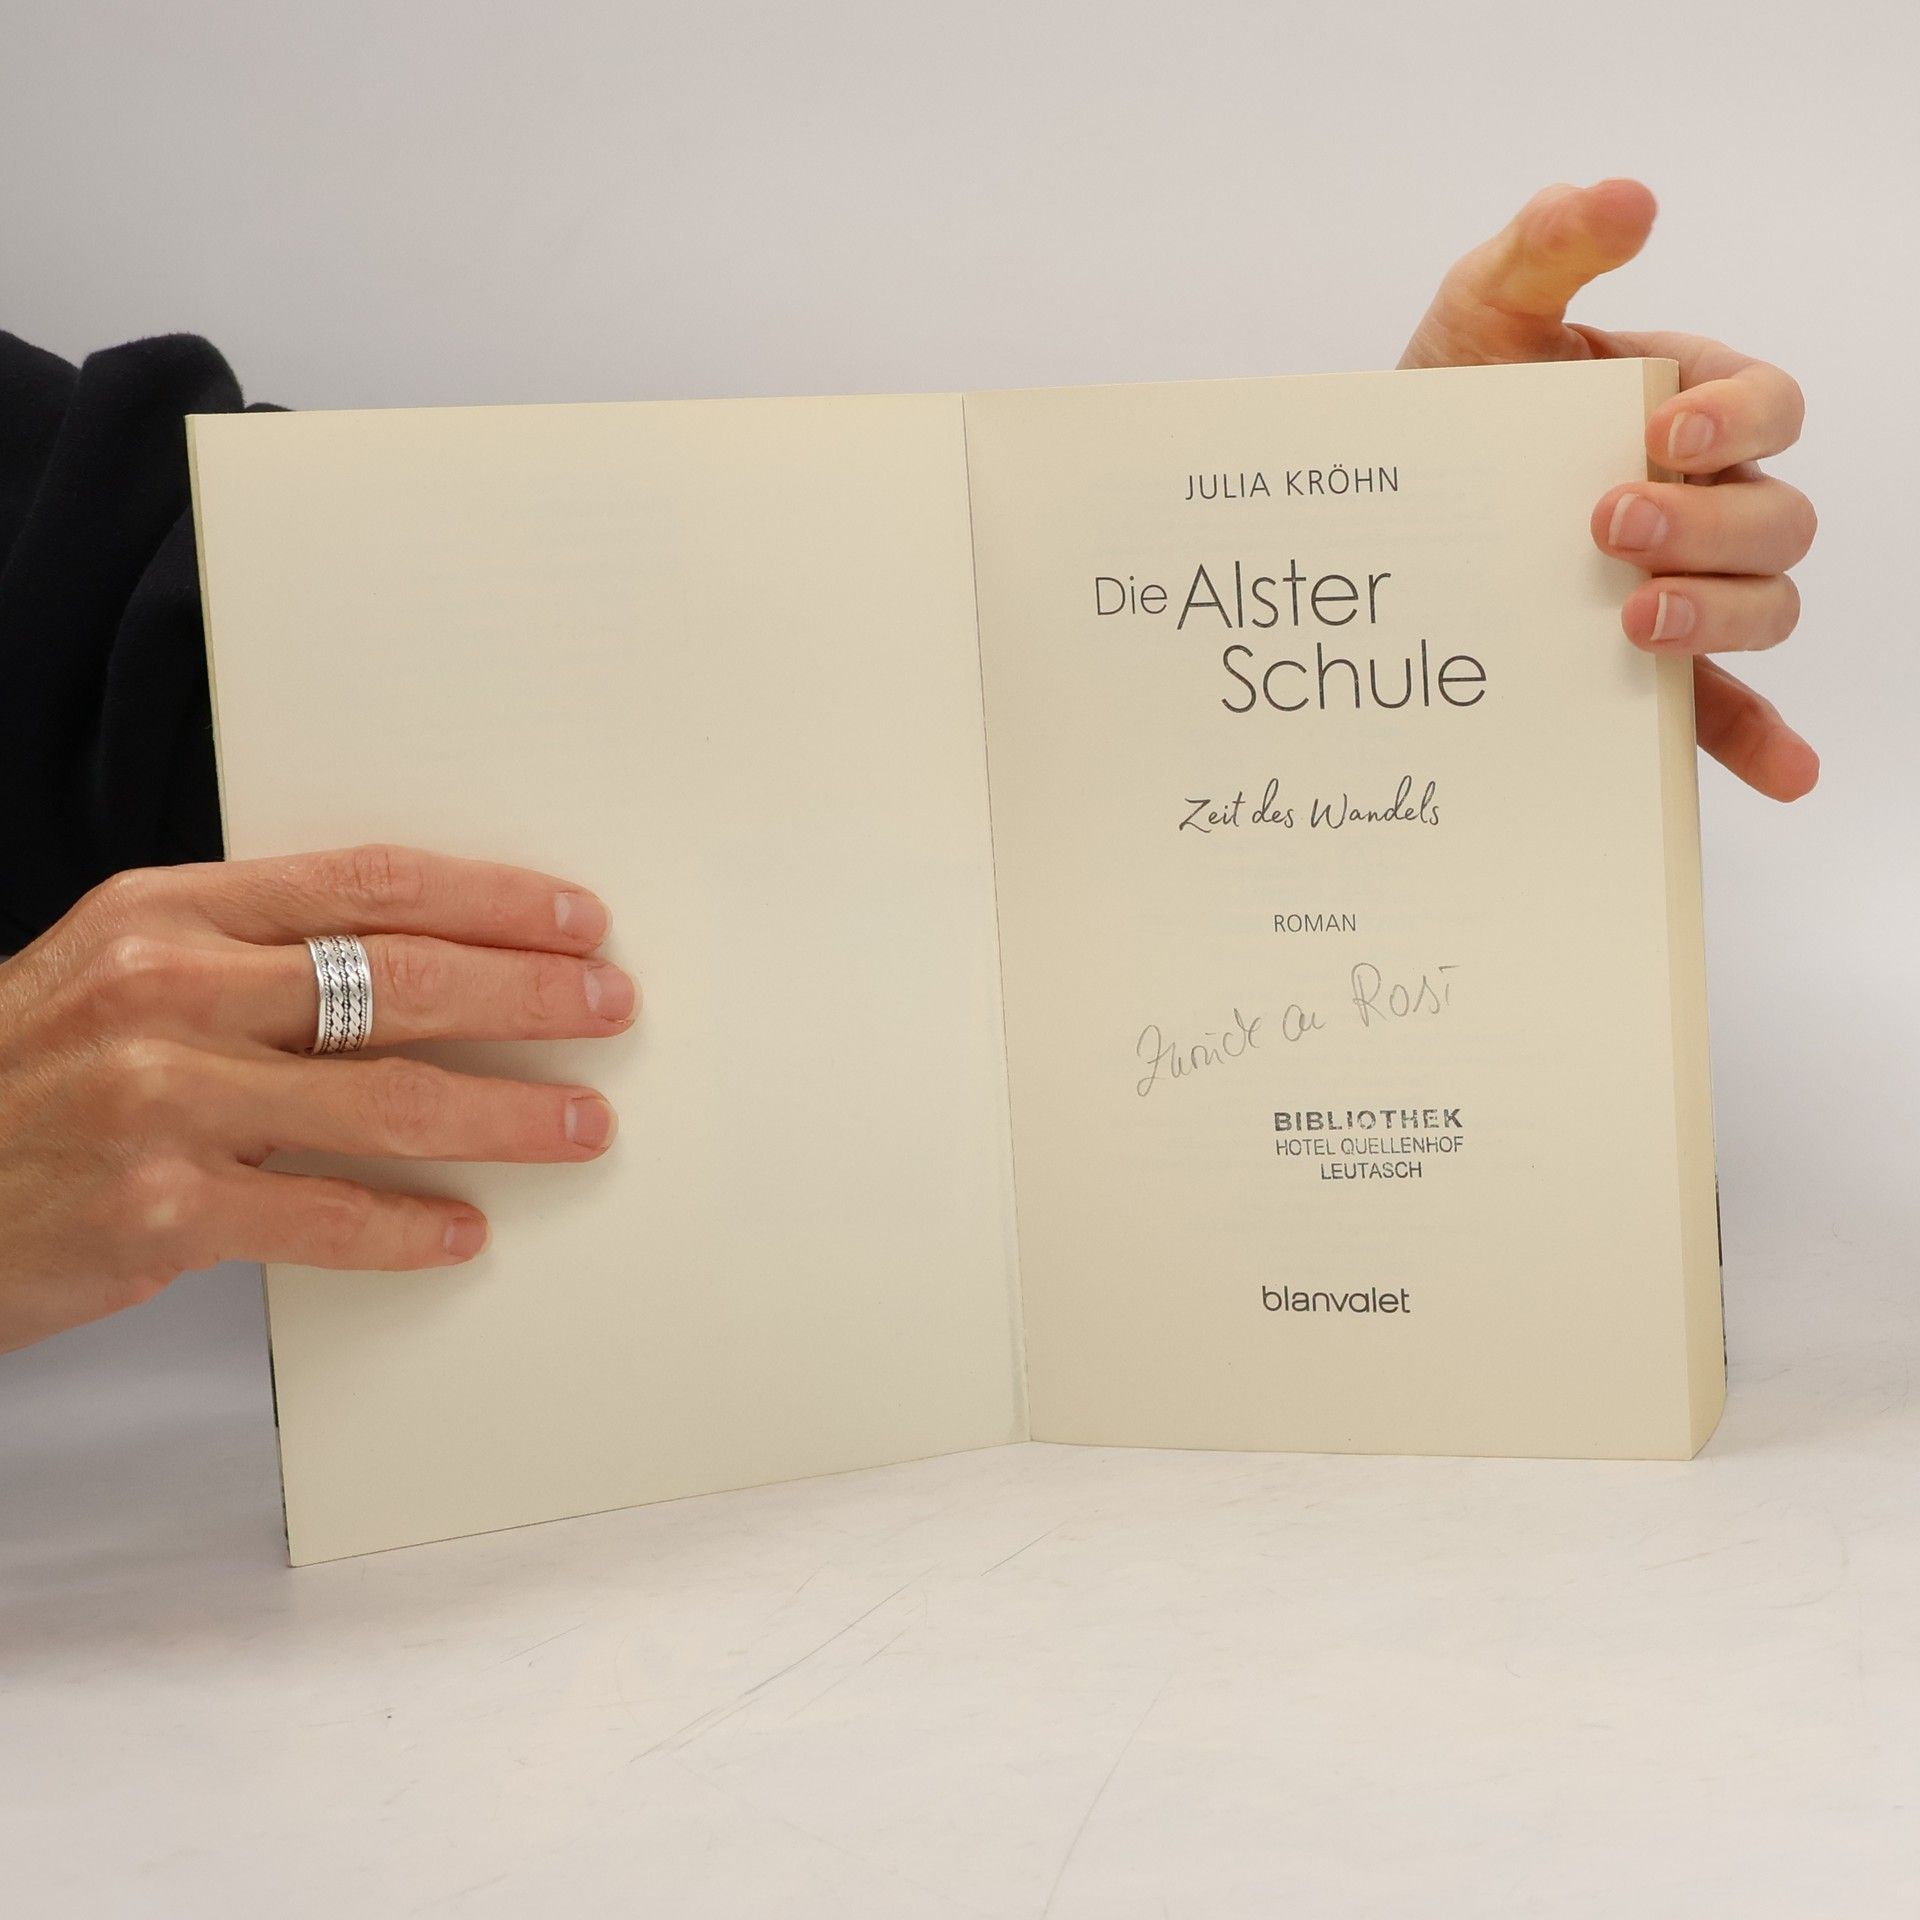 JULIA KRÖHN
Die Alster
Schule
Zeit des Wandels
ROMAN
Zurück an Rosi
BIBLIOTHEK
HOTEL QUELLENHOF
LEUTASCH
blanvalet